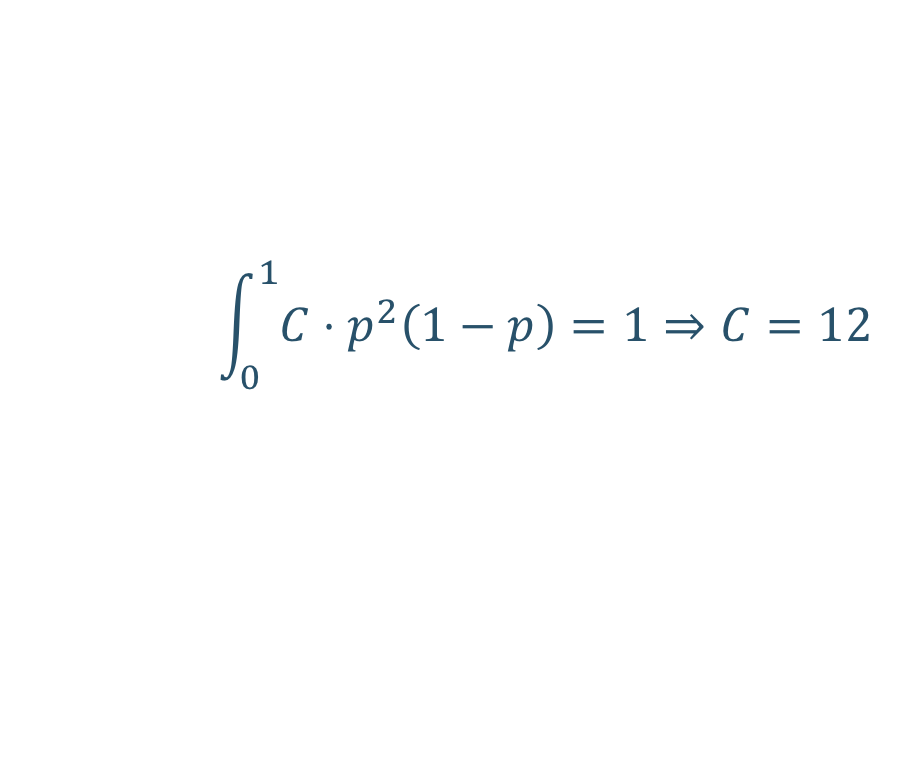 ∫₀¹ C · p²(1 − p) = 1 ⇒ C = 12